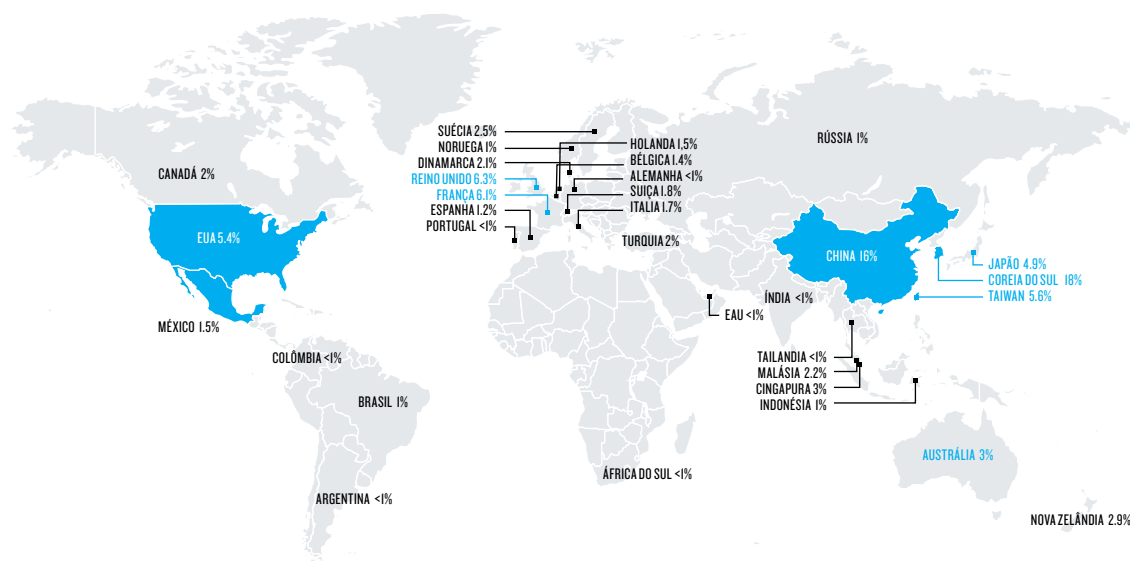 SUÉCIA 2.5%
NORUEGA 1%
DINAMARCA 2.1%
REINO UNIDO 6.3%
FRANÇA 6.1%
ESPANHA 1.2%
PORTUGAL <1%
HOLANDA 1,5%
BÉLGICA 1.4%
ALEMANHA <1%
SUIÇA 1.8%
ITALIA 1.7%
TURQUIA 2%
RÚSSIA 1%
CANADÁ 2%
EUA 5.4%
CHINA 16%
JAPÃO 4.9%
COREIA DO SUL 18%
TAIWAN 5.6%
ÍNDIA <1%
EAU <1%
MÉXICO 1.5%
COLÔMBIA <1%
TAILANDIA <1%
MALÁSIA 2.2%
CINGAPURA 3%
INDONÉSIA 1%
BRASIL 1%
AUSTRÁLIA 3%
ÁFRICA DO SUL <1%
ARGENTINA <1%
NOVA ZELÂNDIA 2.9%